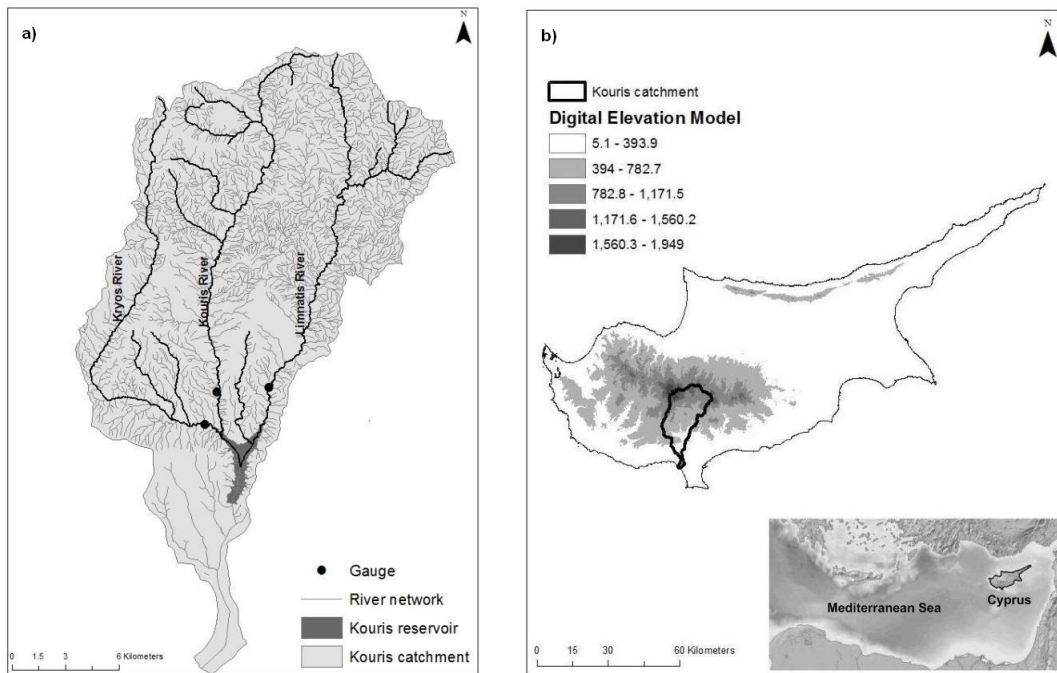 a)
N
Kryos River
Kouris River
Limnatis River
Gauge
River network
Kouris reservoir
Kouris catchment
0 1.5 3 6 Kilometers
b)
N
Kouris catchment
Digital Elevation Model
5.1 - 393.9
394 - 782.7
782.8 - 1,171.5
1,171.6 - 1,560.2
1,560.3 - 1,949
Mediterranean Sea
Cyprus
0 15 30 60 Kilometers